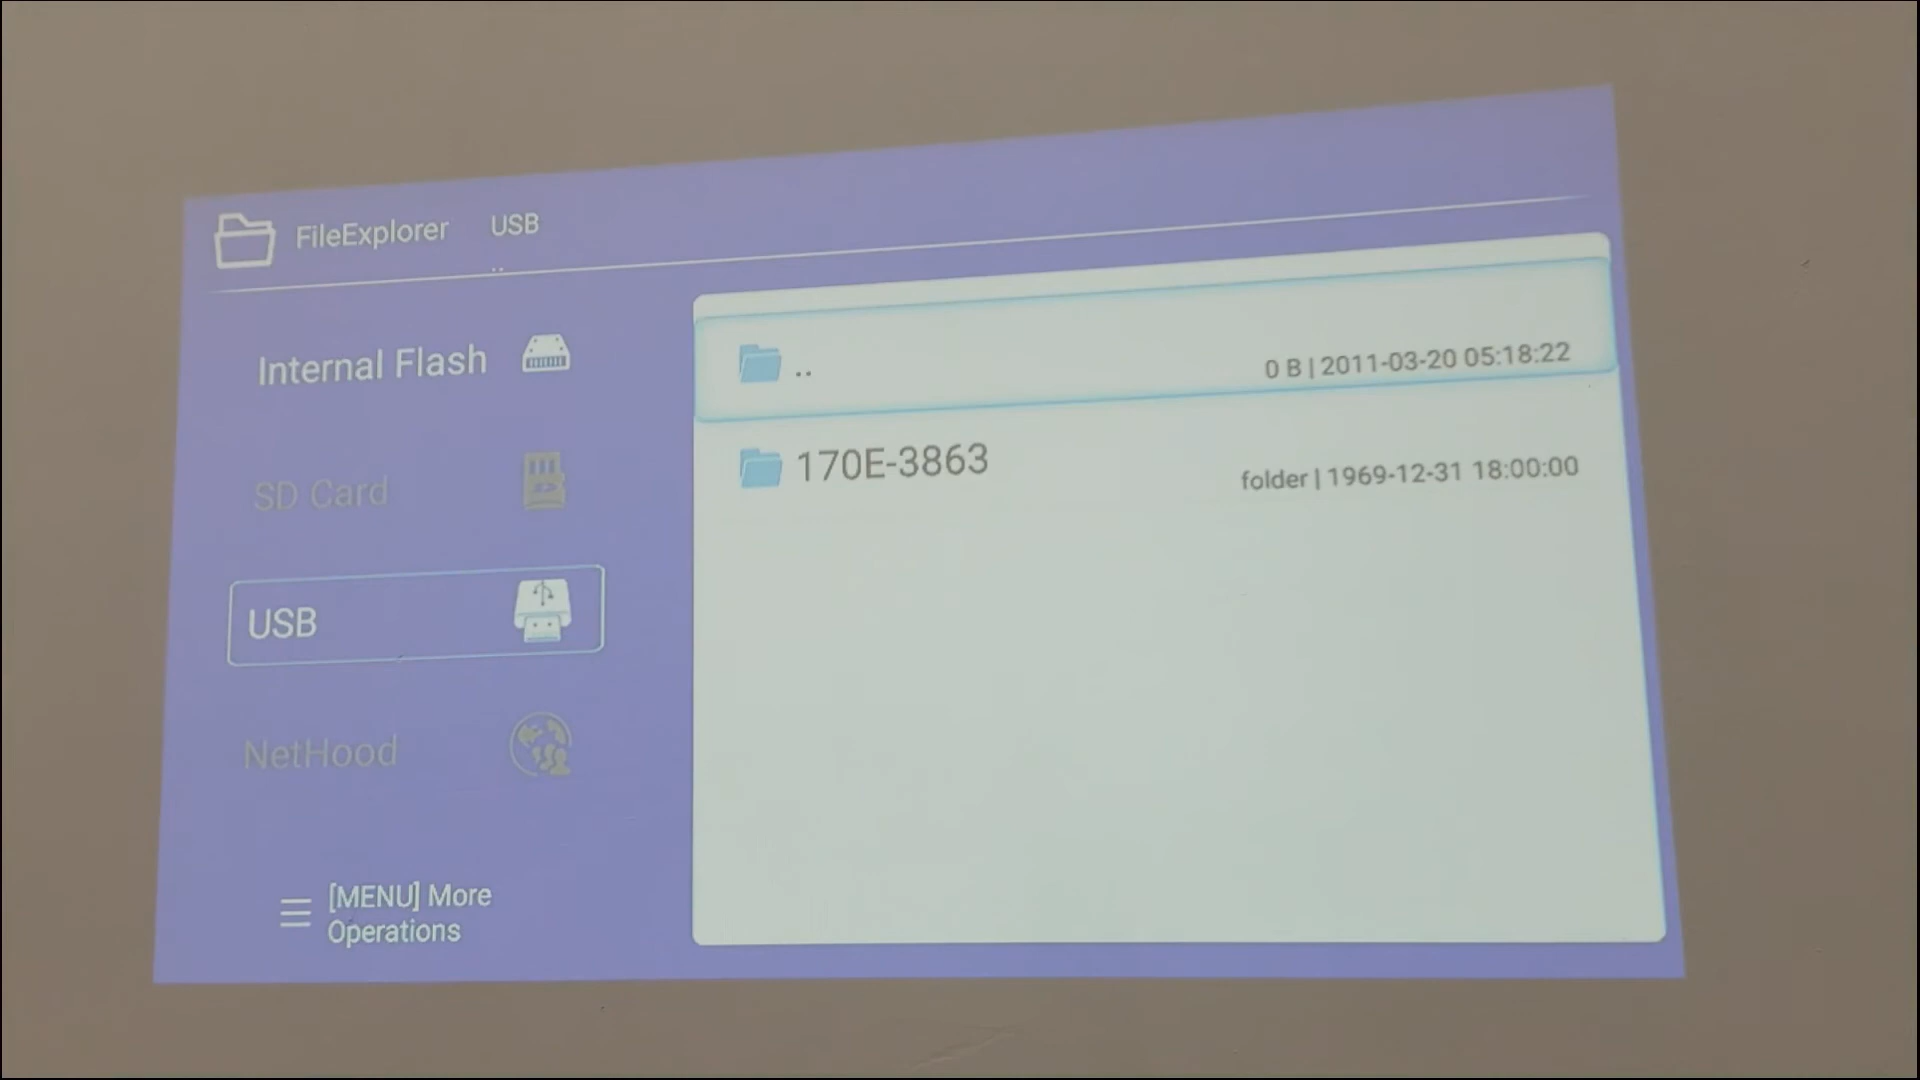 FileExplorer USB
..
Internal Flash
SD Card
USB
NetHood
[MENU] More
Operations
.. 0 B | 2011-03-20 05:18:22
170E-3863 folder | 1969-12-31 18:00:00